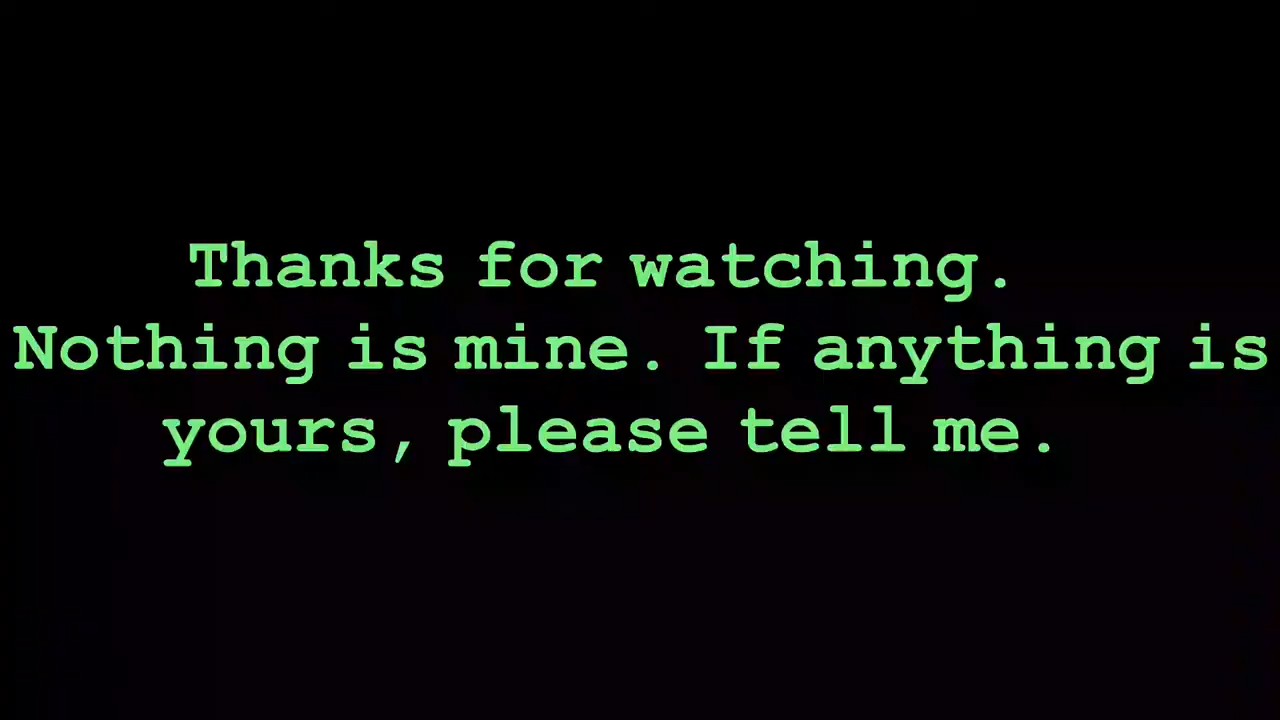 Thanks for watching.
Nothing is mine. If anything is
yours, please tell me.